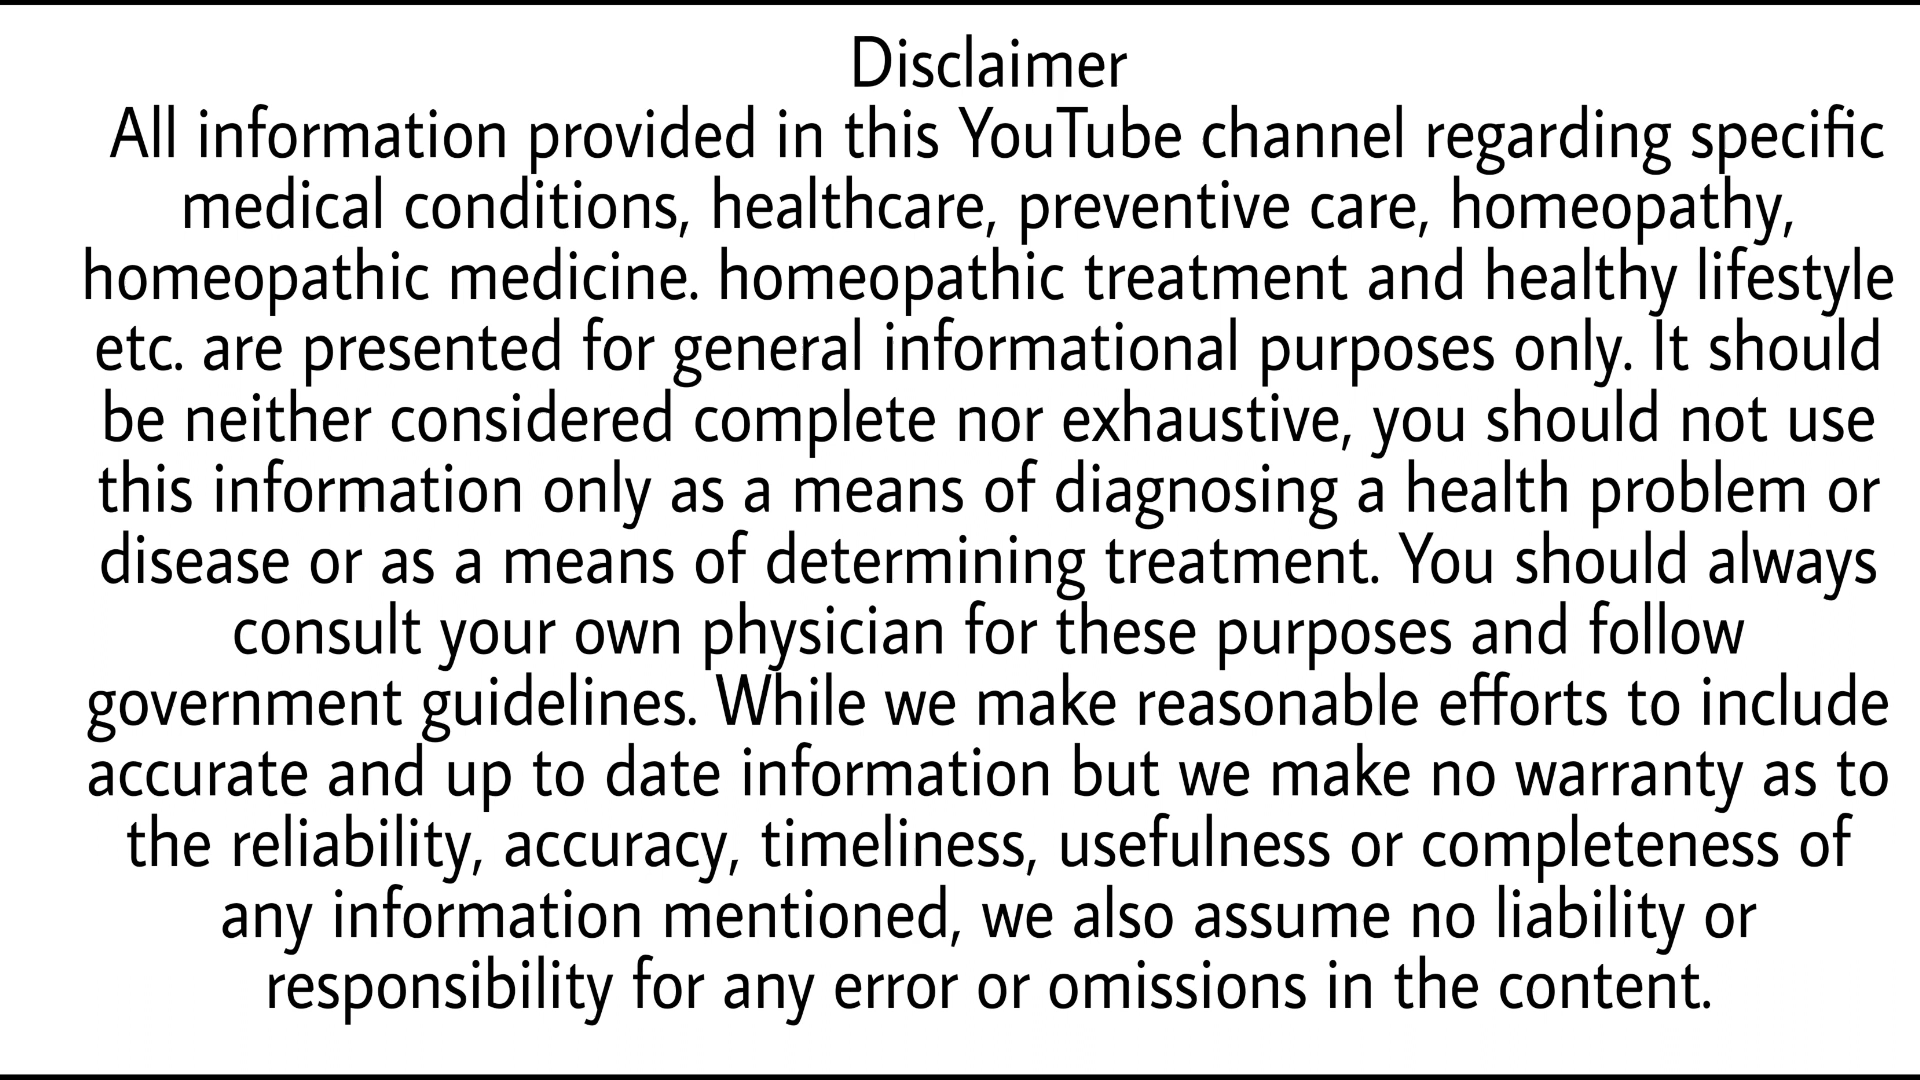 Disclaimer
All information provided in this YouTube channel regarding specific
medical conditions, healthcare, preventive care, homeopathy,
homeopathic medicine. homeopathic treatment and healthy lifestyle
etc. are presented for general informational purposes only. It should
be neither considered complete nor exhaustive, you should not use
this information only as a means of diagnosing a health problem or
disease or as a means of determining treatment. You should always
consult your own physician for these purposes and follow
government guidelines. While we make reasonable efforts to include
accurate and up to date information but we make no warranty as to
the reliability, accuracy, timeliness, usefulness or completeness of
any information mentioned, we also assume no liability or
responsibility for any error or omissions in the content.